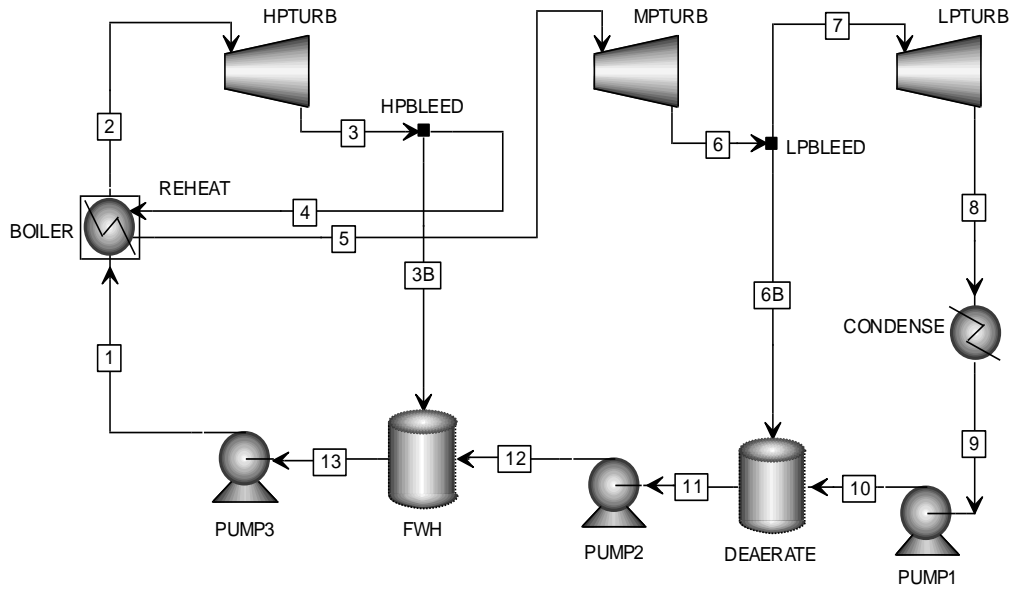 HPTURB
MPTURB
7
LPTURB
2
HPBLEED
3
6
LPBLEED
REHEAT
4
8
BOILER
5
3B
6B
CONDENSE
1
9
13
12
11
10
PUMP3
FWH
PUMP2
DEAERATE
PUMP1